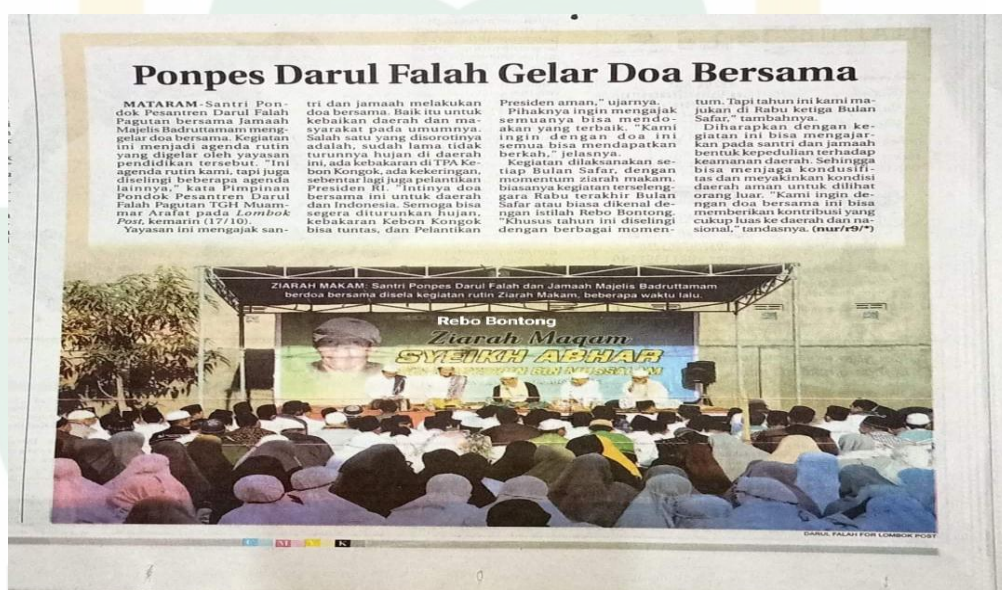 Ponpes Darul Falah Gelar Doa Bersama
MATARAM-Santri Pon-
dok Pesantren Darul Falah
Pagutan bersama Jamaah
Majelis Badruttamam meng-
gelar doa bersama. Kegiatan
ini menjadi agenda rutin
yang digelar oleh yayasan
pendidikan tersebut. "Ini
agenda rutin kami, tapi juga
diselingi beberapa agenda
lainnya," kata Pimpinan
Pondok Pesantren Darul
Falah Pagutan TGH Muam-
mar Arafat pada Lombok
Post, kemarin (17/10).
Yayasan ini mengajak san-
tri dan jamaah melakukan
doa bersama. Baik itu untuk
kebaikan daerah dan ma
syarakat pada umumnya.
Salah satu yang disorotinya
adalah, sudah lama tidak
turunnya hujan di daerah
ini, ada kebakaran di TPA Ke-
bon Kongok, ada kekeringan,
sebentar lagi juga pelantikan
Presiden RI. "Intinya doa
bersama ini untuk daerah
dan Indonesia. Semoga bisa
segera diturunkan hujan,
kebakaran Kebon Kongok
bisa tuntas, dan Pelantikan
Presiden aman," ujarnya.
Pihaknya ingin mengajak
semuanya bisa mendo-
akan yang terbaik. "Kami
ingin dengan doa ini
semua bisa mendapatkan
berkah," jelasnya.
Kegiatan dilaksanakan se-
tiap Bulan Safar, dengan
momentum ziarah makam.
biasanya kegiatan terseleng-
gara Rabu terakhir Bulan
Safar atau biasa dikenal de-
ngan istilah Rebo Bontong.
"Khusus tahun ini diselingi
dengan berbagai momen-
tum. Tapi tahun ini kami ma-
jukan di Rabu ketiga Bulan
Safar," tambahnya.
Diharapkan dengan ke-
giatan ini bisa mengajar-
kan pada santri dan jamaah
bentuk kepedulian terhadap
keamanan daerah. Sehingga
bisa menjaga kondusifi-
tas dan meyakinkan kondisi
daerah aman untuk dilihat
orang luar. "Kami ingin de-
ngan doa bersama ini bisa
memberikan kontribusi yang
cukup luas ke daerah dan na-
sional," tandasnya. (nur/r9/*)
ZIARAH MAKAM: Santri Ponpes Darul Falah dan Jamaah Majelis Badruttamam
berdoa bersama disela kegiatan rutin Ziarah Makam, beberapa waktu lalu.
Rebo Bontong
Ziarah Maqam
SYEIKH ABHAR
BIN MUSSALAM
DARUL FALAH FOR LOMBOK POST
C M Y K